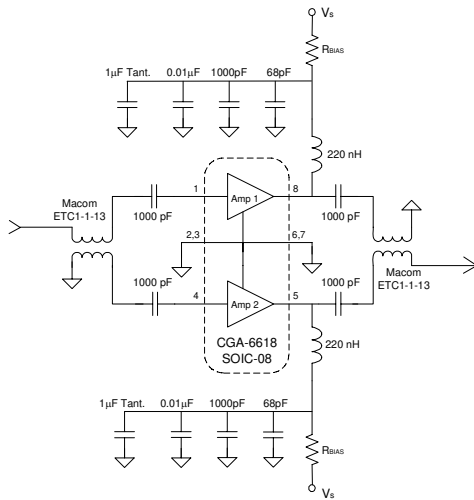 Vs
RBIAS
1µF Tant. 0.01µF 1000pF 68pF
220 nH
Macom
ETC1-1-13
1000 pF
1
Amp 1
8
1000 pF
2,3
6,7
1000 pF
4
Amp 2
5
1000 pF
Macom
ETC1-1-13
CGA-6618
SOIC-08
220 nH
1µF Tant. 0.01µF 1000pF 68pF
RBIAS
Vs